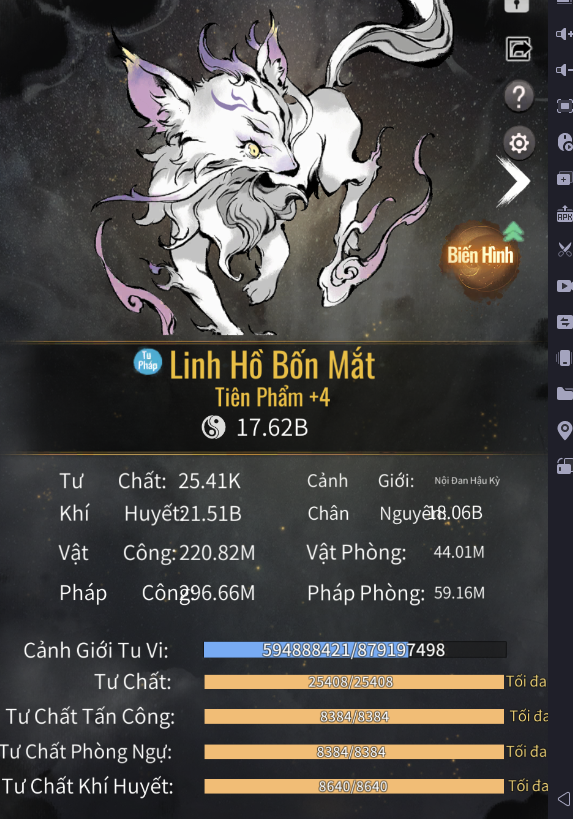 ?
Biến Hình
Tu Pháp
Linh Hồ Bốn Mắt
Tiên Phẩm +4
17.62B
Tư Chất: 25.41K Cảnh Giới: Nội Đan Hậu Kỳ
Khí Huyết: 21.51B Chân Nguyên: 18.06B
Vật Công: 220.82M Vật Phòng: 44.01M
Pháp Công: 296.66M Pháp Phòng: 59.16M
Cảnh Giới Tu Vi: 594888421/879197498
Tư Chất: 25408/25408 Tối đa
Tư Chất Tấn Công: 8384/8384 Tối đa
Tư Chất Phòng Ngự: 8384/8384 Tối đa
Tư Chất Khí Huyết: 8640/8640 Tối đa
APK